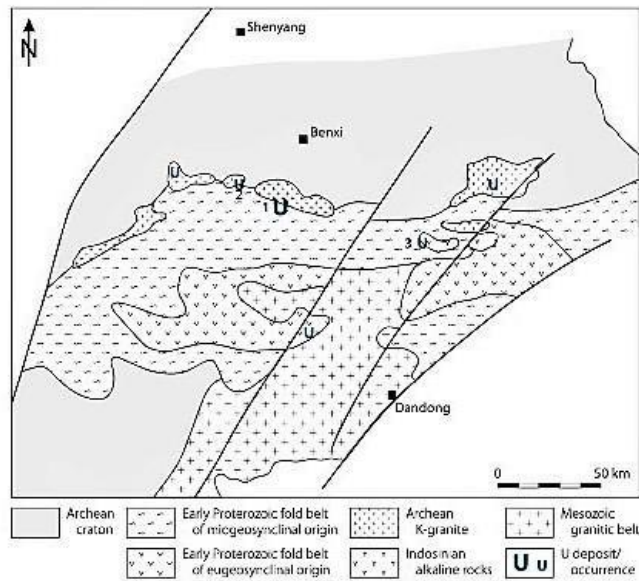 N
Shenyang
Benxi
U
U
2
1 U
U
3 U
U
Dandong
0 50 km
Archean
craton
Early Proterozoic fold belt
of miogeosynclinal origin
Archean
K-granite
Mesozoic
granitic belt
Early Proterozoic fold belt
of eugeosynclinal origin
Indosinian
alkaline rocks
U U
U deposit/
occurrence